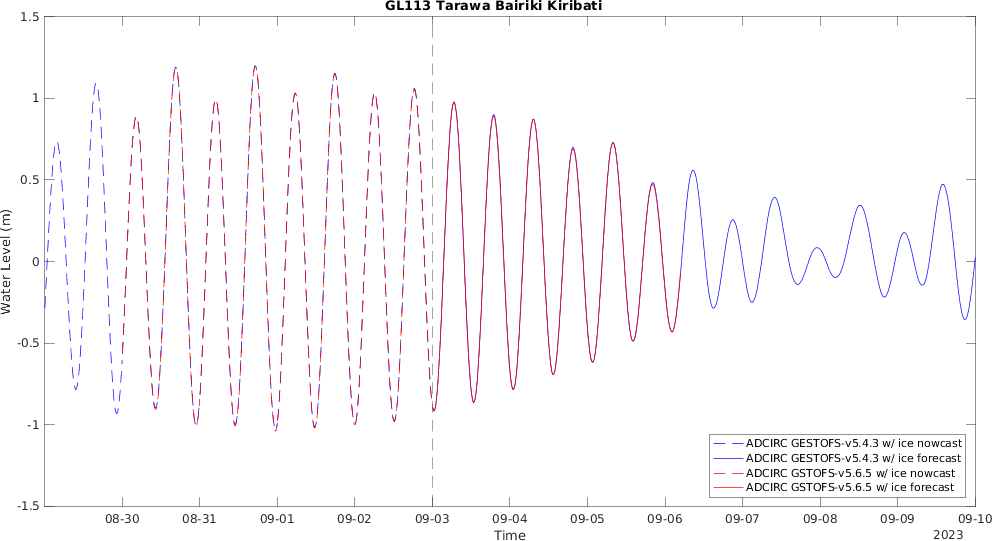 GL113 Tarawa Bairiki Kiribati
Water Level (m)
1.5
1
0.5
0
-0.5
-1
-1.5
ADCIRC GESTOFS-v5.4.3 w/ ice nowcast
ADCIRC GESTOFS-v5.4.3 w/ ice forecast
ADCIRC GSTOFS-v5.6.5 w/ ice nowcast
ADCIRC GSTOFS-v5.6.5 w/ ice forecast
08-30 08-31 09-01 09-02 09-03 09-04 09-05 09-06 09-07 09-08 09-09 09-10
Time
2023